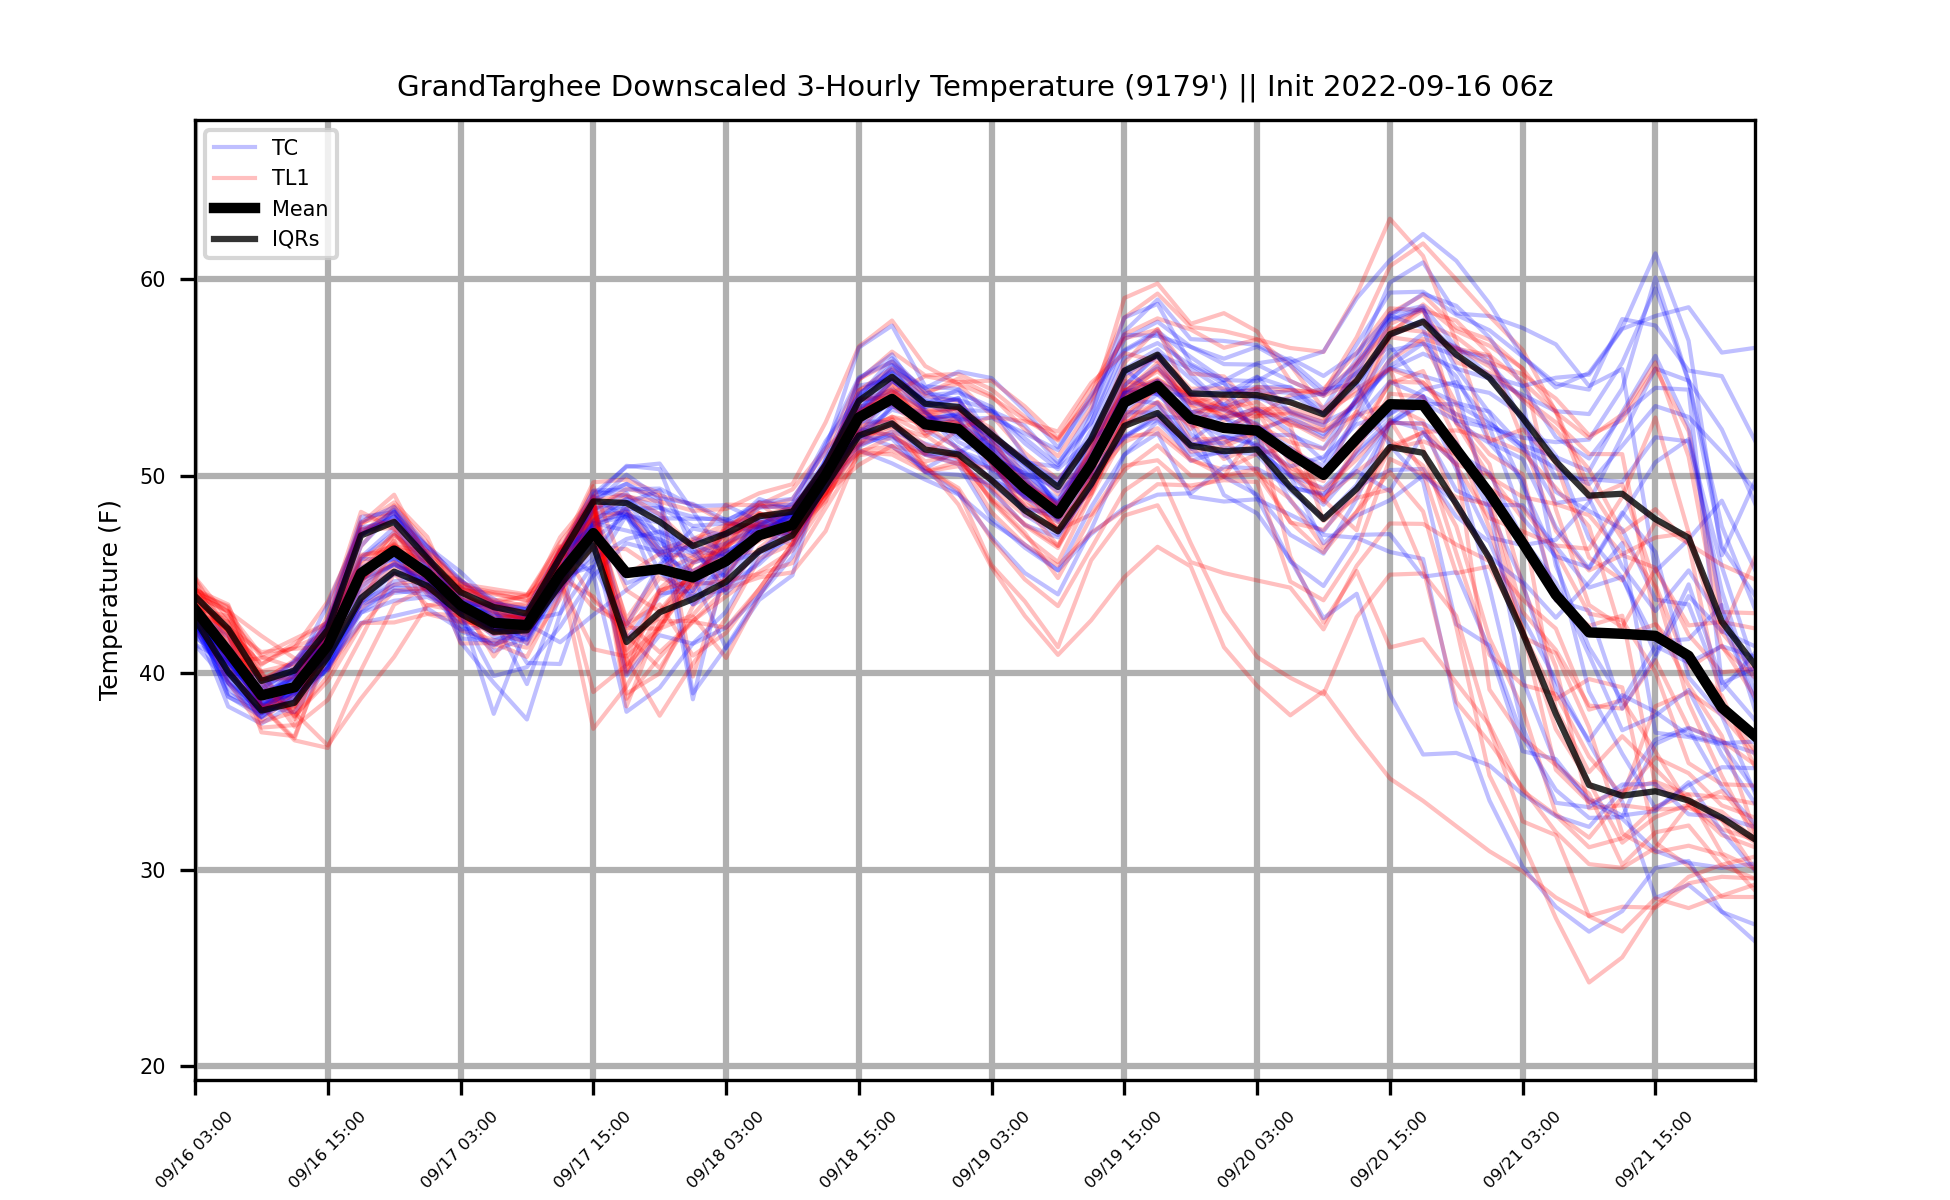 GrandTarghee Downscaled 3-Hourly Temperature (9179') || Init 2022-09-16 06z
TC
TL1
Mean
IQRs
Temperature (F)
60
50
40
30
20
09/16 03:00
09/16 15:00
09/17 03:00
09/17 15:00
09/18 03:00
09/18 15:00
09/19 03:00
09/19 15:00
09/20 03:00
09/20 15:00
09/21 03:00
09/21 15:00